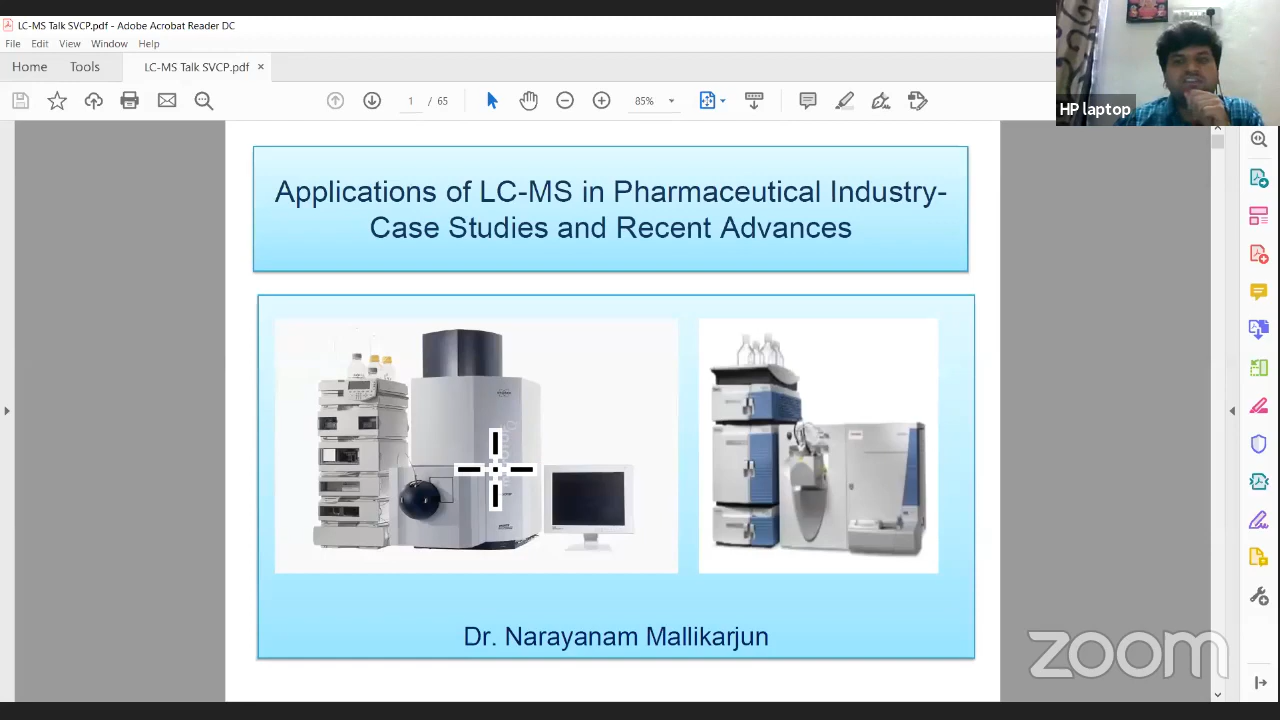 LC-MS Talk SVCP.pdf - Adobe Acrobat Reader DC
File Edit View Window Help
Home Tools LC-MS Talk SVCP.pdf ×
1 / 65 85%
HP laptop
Applications of LC-MS in Pharmaceutical Industry-
Case Studies and Recent Advances
Dr. Narayanam Mallikarjun
zoom